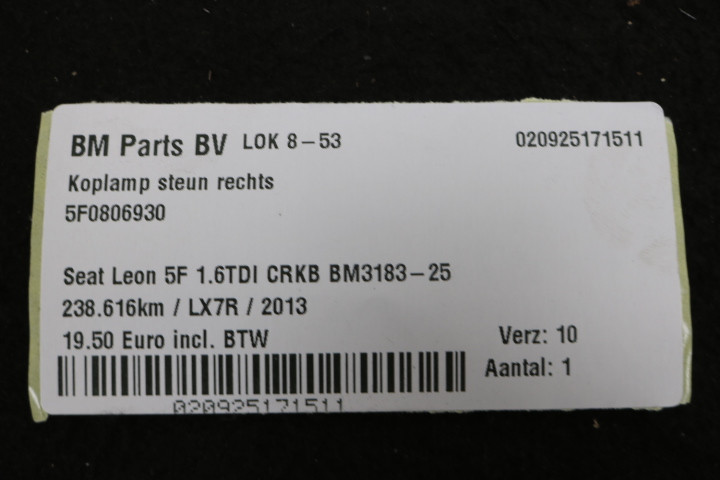 BM Parts BV LOK 8-53 020925171511
Koplamp steun rechts
5F0806930
Seat Leon 5F 1.6TDI CRKB BM3183-25
238.616km / LX7R / 2013
19.50 Euro incl. BTW Verz: 10
Aantal: 1
020925171511